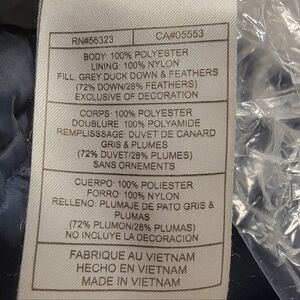 RN#56323 CA#05553
BODY: 100% POLYESTER
LINING: 100% NYLON
FILL: GREY DUCK DOWN & FEATHERS
(72% DOWN/28% FEATHERS)
EXCLUSIVE OF DECORATION
CORPS: 100% POLYESTER
DOUBLURE: 100% POLYAMIDE
REMPLISSSAGE: DUVET DE CANARD
GRIS & PLUMES
(72% DUVET/28% PLUMES)
SANS ORNEMENTS
CUERPO: 100% POLIESTER
FORRO: 100% NYLON
RELLENO: PLUMAJE DE PATO GRIS &
PLUMAS
(72% PLUMON/28% PLUMAS)
NO INCLUYE LA DECORACION
FABRIQUE AU VIETNAM
HECHO EN VIETNAM
MADE IN VIETNAM